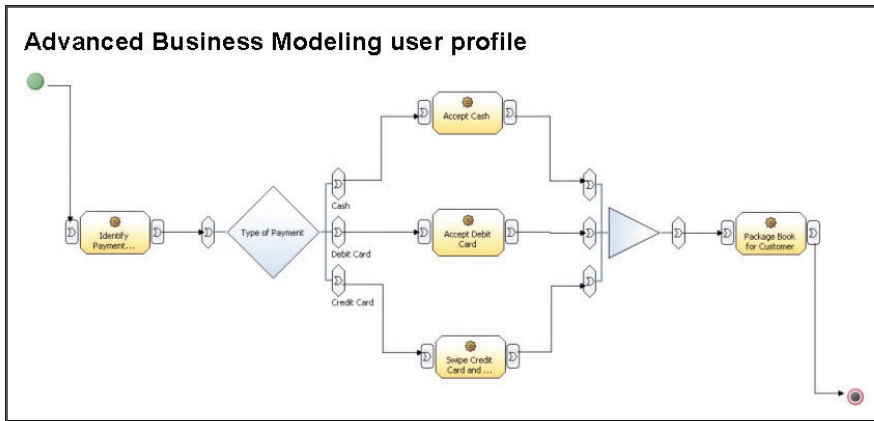 Advanced Business Modeling user profile
Accept Cash
Cash
Identify
Payment...
Type of Payment
Accept Debit
Card
Package Book
for Customer
Debit Card
Credit Card
Swipe Credit
Card and ...